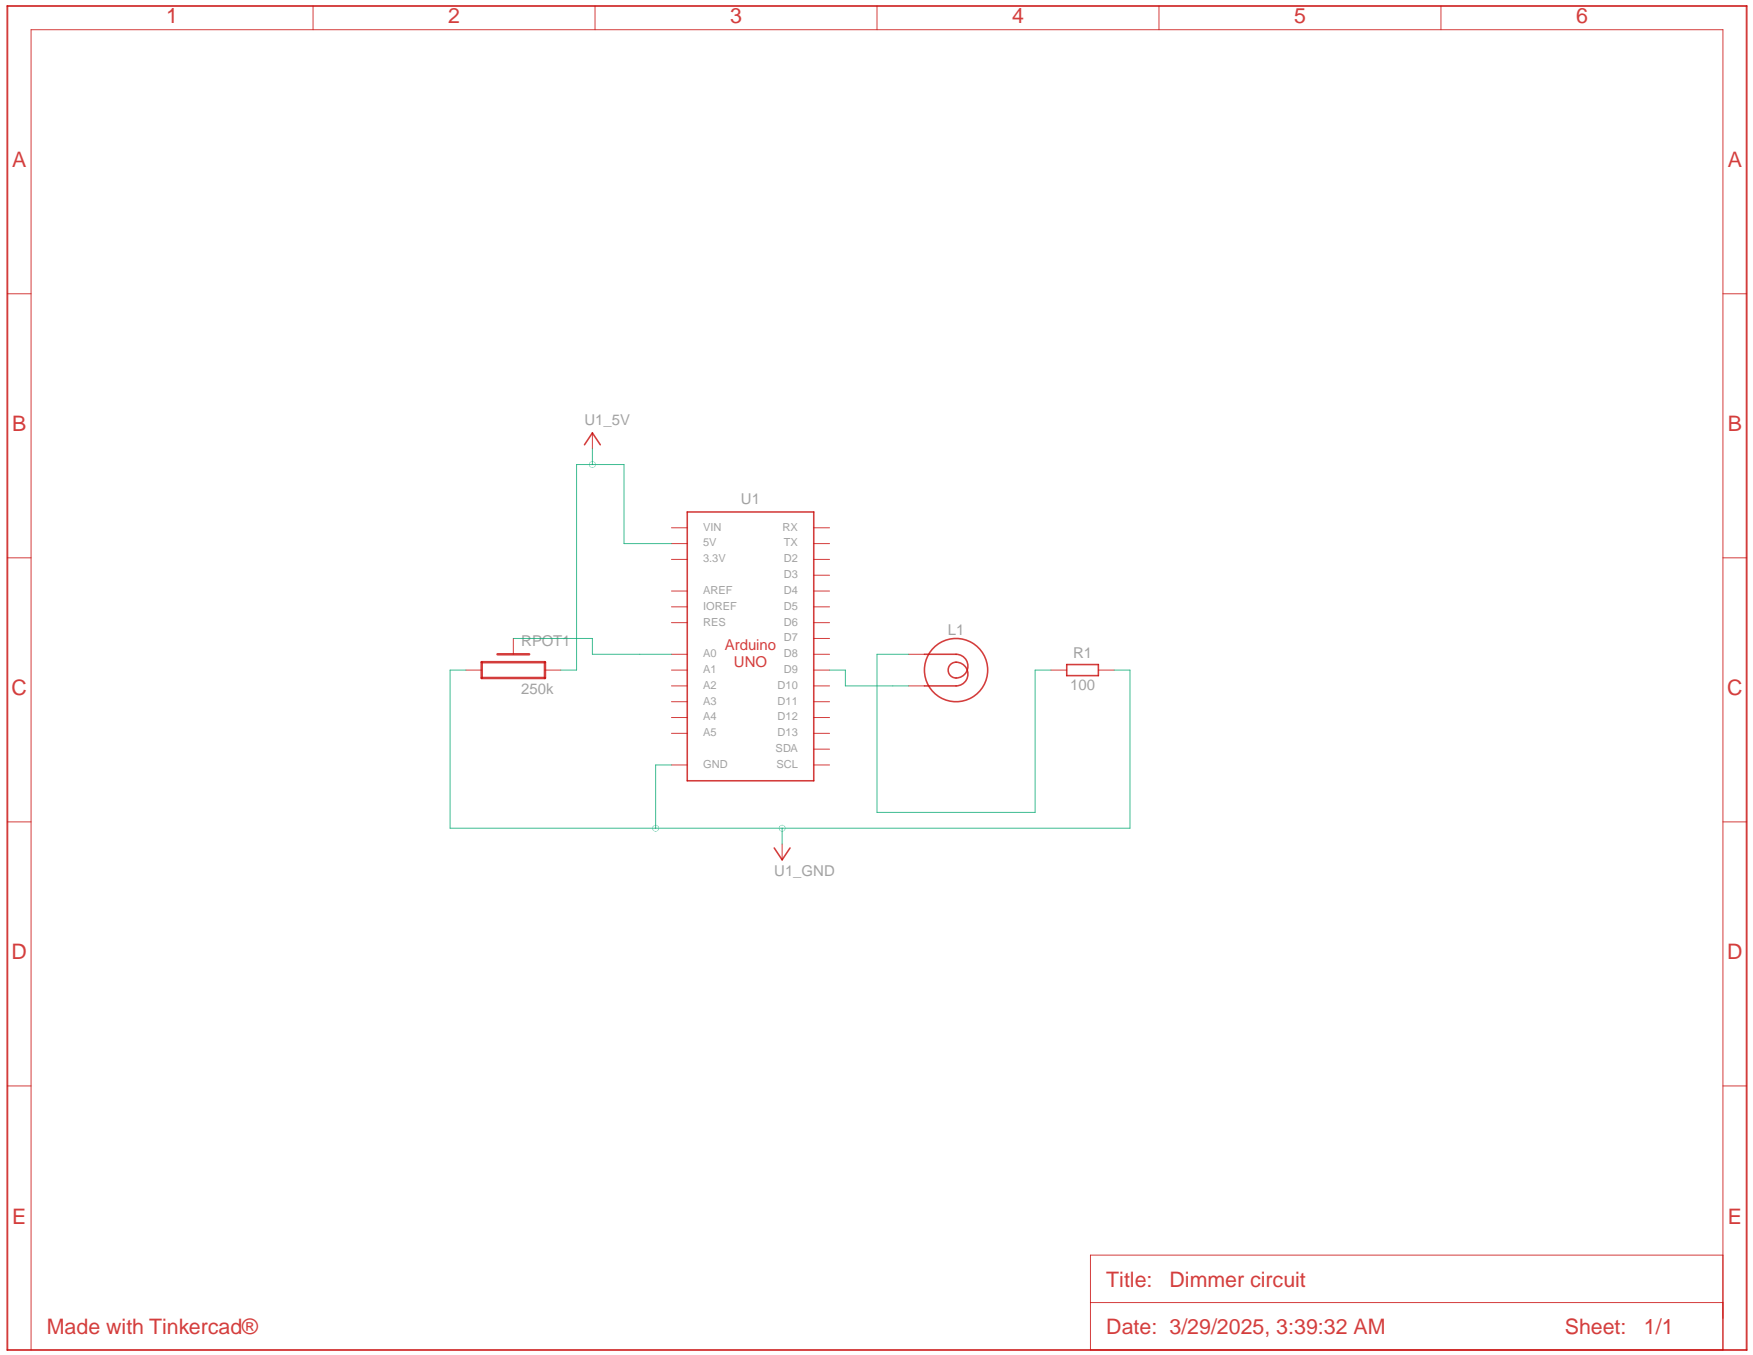 1 2 3 4 5 6
A A
B B
U1_5V
U1
VIN RX
5V TX
3.3V D2
D3
AREF D4
IOREF D5
RES D6
D7
L1
RPOT1
Arduino
UNO
A0 D8
A1 D9
A2 D10
A3 D11
A4 D12
A5 D13
SDA
GND SCL
R1
100
250k
C C
U1_GND
D D
E E
Title: Dimmer circuit
Made with Tinkercad®
Date: 3/29/2025, 3:39:32 AM Sheet: 1/1